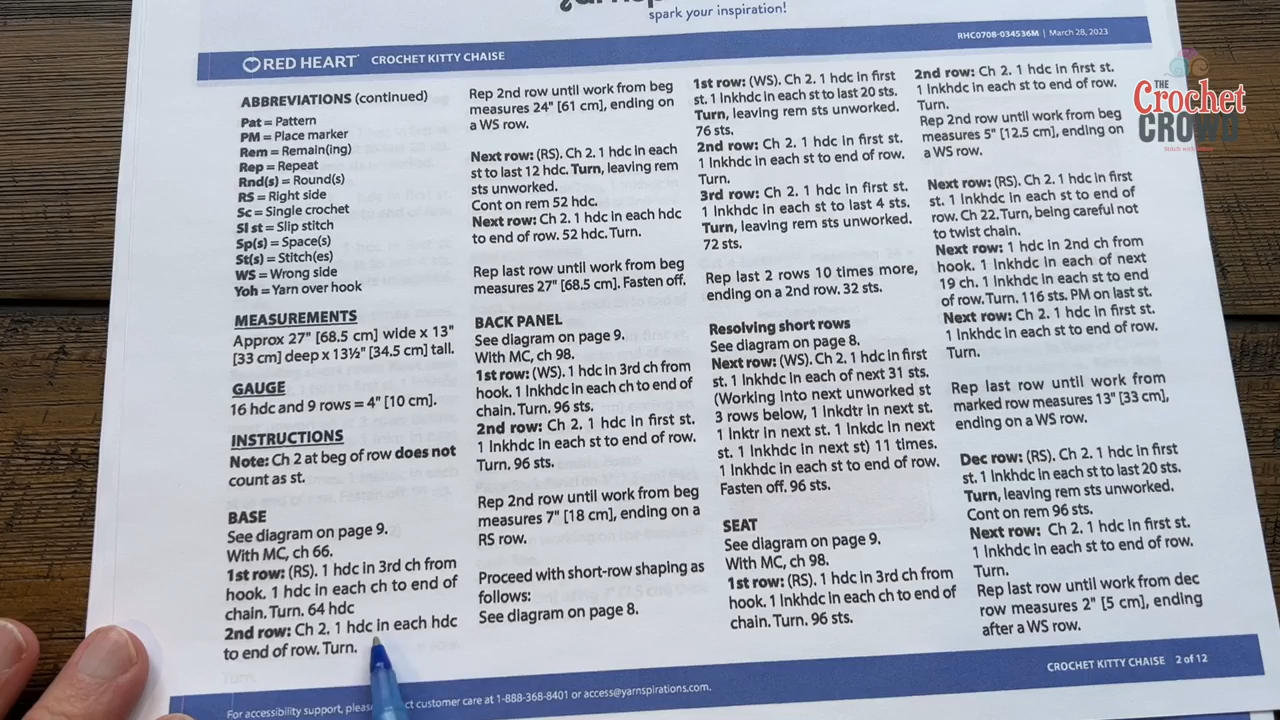 spark your inspiration!
RED HEART CROCHET KITTY CHAISE
RHC0708-034536M | March 28, 2023
THE
Crochet
CROWD
ABBREVIATIONS (continued)
Pat = Pattern
PM = Place marker
Rem = Remain(ing)
Rep = Repeat
Rnd(s) = Round(s)
RS = Right side
Sc = Single crochet
Sl st = Slip stitch
Sp(s) = Space(s)
St(s) = Stitch(es)
WS = Wrong side
Yoh = Yarn over hook
MEASUREMENTS
Approx 27" [68.5 cm] wide x 13"
[33 cm] deep x 13½" [34.5 cm] tall.
GAUGE
16 hdc and 9 rows = 4" [10 cm].
INSTRUCTIONS
Note: Ch 2 at beg of row does not
count as st.
BASE
See diagram on page 9.
With MC, ch 66.
1st row: (RS). 1 hdc in 3rd ch from
hook. 1 hdc in each ch to end of
chain. Turn. 64 hdc
2nd row: Ch 2. 1 hdc in each hdc
to end of row. Turn.
Rep 2nd row until work from beg
measures 24" [61 cm], ending on
a WS row.
Next row: (RS). Ch 2. 1 hdc in each
st to last 12 hdc. Turn, leaving rem
sts unworked.
Cont on rem 52 hdc.
Next row: Ch 2. 1 hdc in each hdc
to end of row. 52 hdc. Turn.
Rep last row until work from beg
measures 27" [68.5 cm]. Fasten off.
BACK PANEL
See diagram on page 9.
With MC, ch 98.
1st row: (WS). 1 hdc in 3rd ch from
hook. 1 lnkhdc in each ch to end of
chain. Turn. 96 sts.
2nd row: Ch 2. 1 hdc in first st.
1 lnkhdc in each st to end of row.
Turn. 96 sts.
Rep 2nd row until work from beg
measures 7" [18 cm], ending on a
RS row.
Proceed with short-row shaping as
follows:
See diagram on page 8.
1st row: (WS). Ch 2. 1 hdc in first
st. 1 lnkhdc in each st to last 20 sts.
Turn, leaving rem sts unworked.
76 sts.
2nd row: Ch 2. 1 hdc in first st.
1 lnkhdc in each st to end of row.
Turn.
3rd row: Ch 2. 1 hdc in first st.
1 lnkhdc in each st to last 4 sts.
Turn, leaving rem sts unworked.
72 sts.
Rep last 2 rows 10 times more,
ending on a 2nd row. 32 sts.
Resolving short rows
See diagram on page 8.
Next row: (WS). Ch 2. 1 hdc in first
st. 1 lnkhdc in each of next 31 sts.
(Working into next unworked st
3 rows below, 1 lnkdtr in next st.
1 lnktr in next st. 1 lnkdc in next
st. 1 lnkhdc in next st) 11 times.
1 lnkhdc in each st to end of row.
Fasten off. 96 sts.
SEAT
See diagram on page 9.
With MC, ch 98.
1st row: (RS). 1 hdc in 3rd ch from
hook. 1 lnkhdc in each ch to end of
chain. Turn. 96 sts.
2nd row: Ch 2. 1 hdc in first st.
1 lnkhdc in each st to end of row.
Turn.
Rep 2nd row until work from beg
measures 5" [12.5 cm], ending on
a WS row.
Next row: (RS). Ch 2. 1 hdc in first
st. 1 lnkhdc in each st to end of
row. Ch 22. Turn, being careful not
to twist chain.
Next row: 1 hdc in 2nd ch from
hook. 1 lnkhdc in each of next
19 ch. 1 lnkhdc in each st to end
of row. Turn. 116 sts. PM on last st.
Next row: Ch 2. 1 hdc in first st.
1 lnkhdc in each st to end of row.
Turn.
Rep last row until work from
marked row measures 13" [33 cm],
ending on a WS row.
Dec row: (RS). Ch 2. 1 hdc in first
st. 1 lnkhdc in each st to last 20 sts.
Turn, leaving rem sts unworked.
Cont on rem 96 sts.
Next row: Ch 2. 1 hdc in first st.
1 lnkhdc in each st to end of row.
Turn.
Rep last row until work from dec
row measures 2" [5 cm], ending
after a WS row.
For accessibility support, ct customer care at 1-888-368-8401 or access@yarnspirations.com.
CROCHET KITTY CHAISE 2 of 12